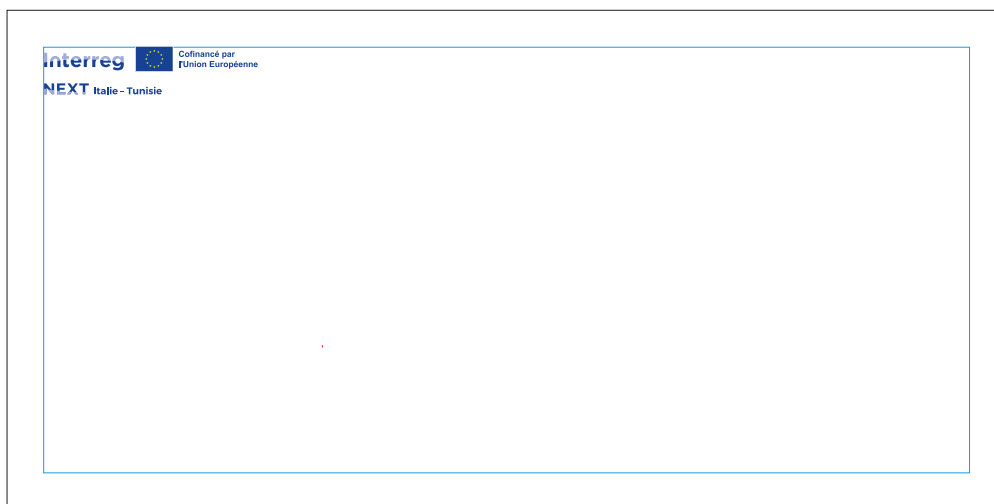 Interreg
Cofinancé par
l'Union Européenne
NEXT Italie - Tunisie